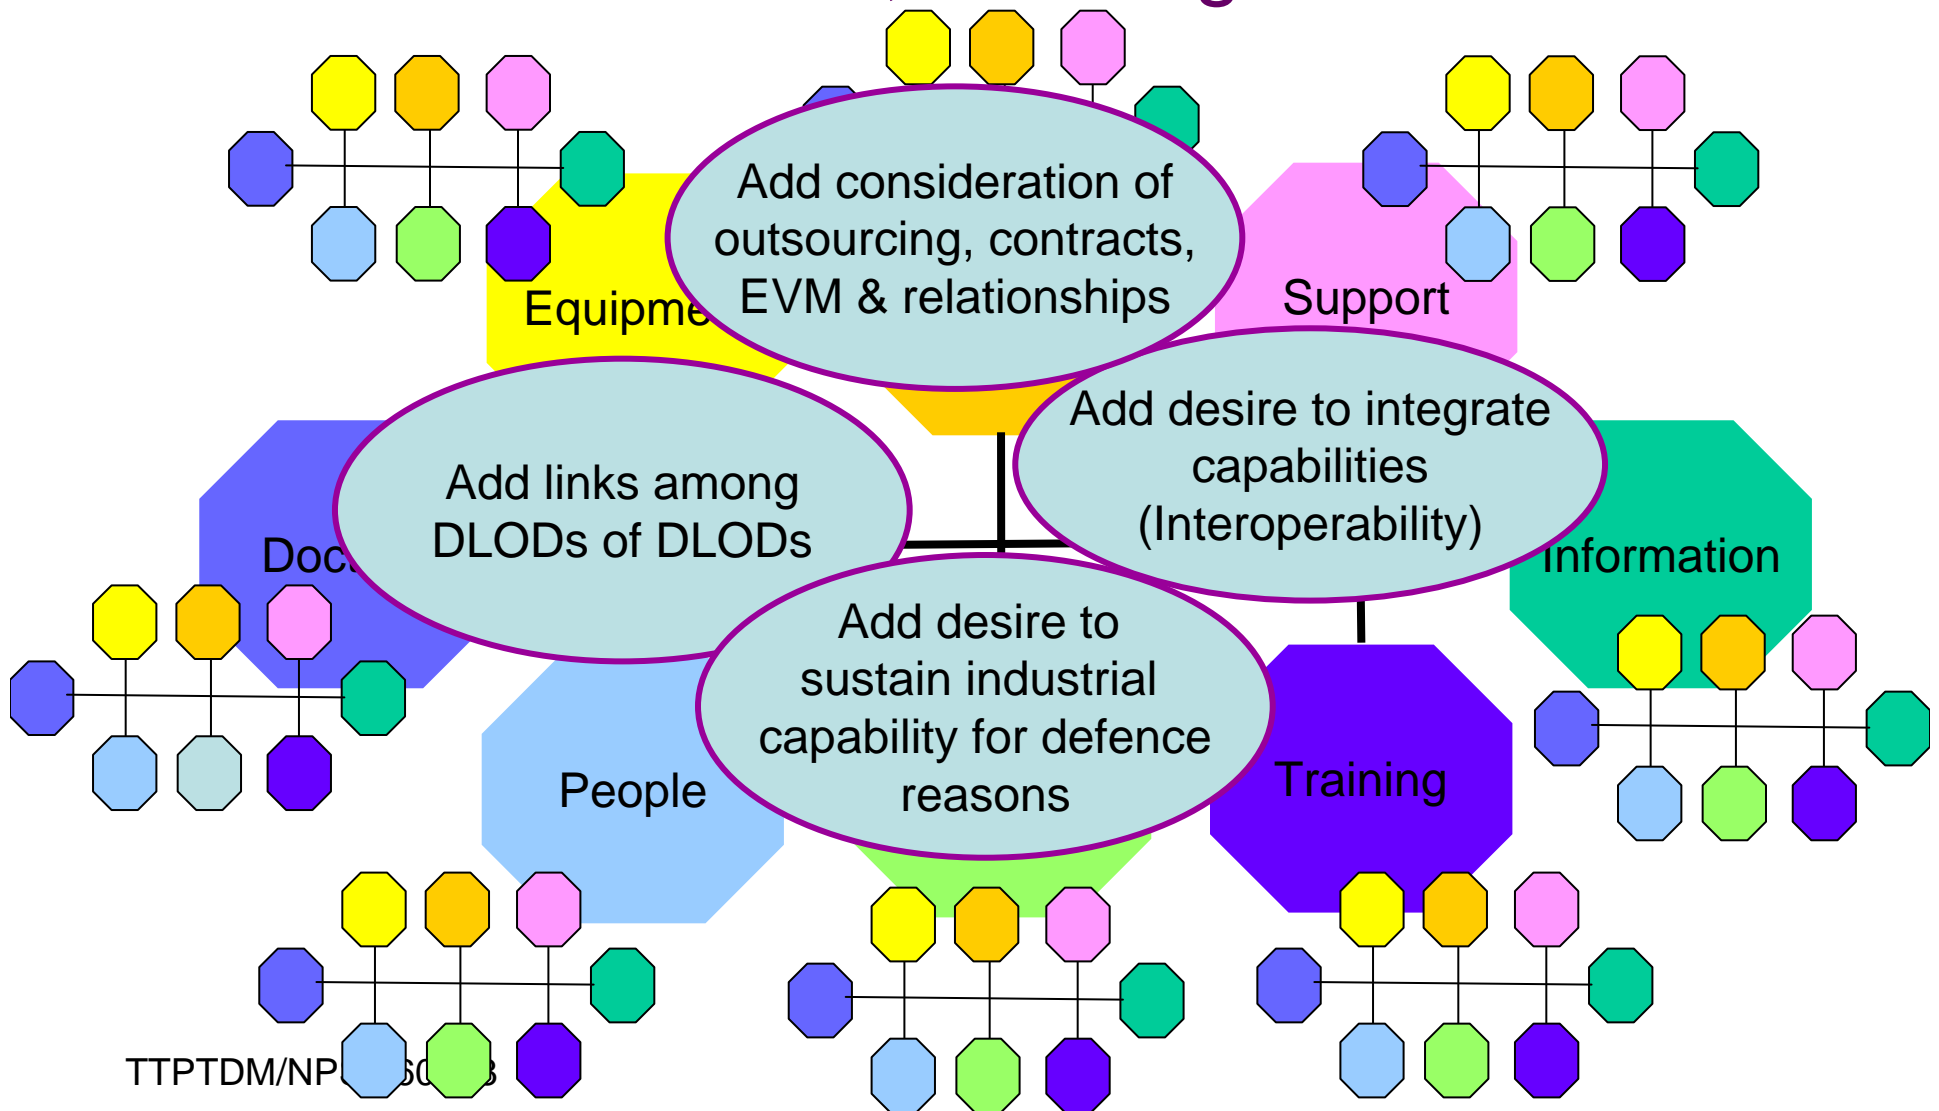 Add consideration of
outsourcing, contracts,
EVM & relationships
Equipme
Support
Add desire to integrate
capabilities
(Interoperability)
Add links among
DLODs of DLODs
Doc
Information
Add desire to
sustain industrial
capability for defence
reasons
People
Training
TTPTDM/NP